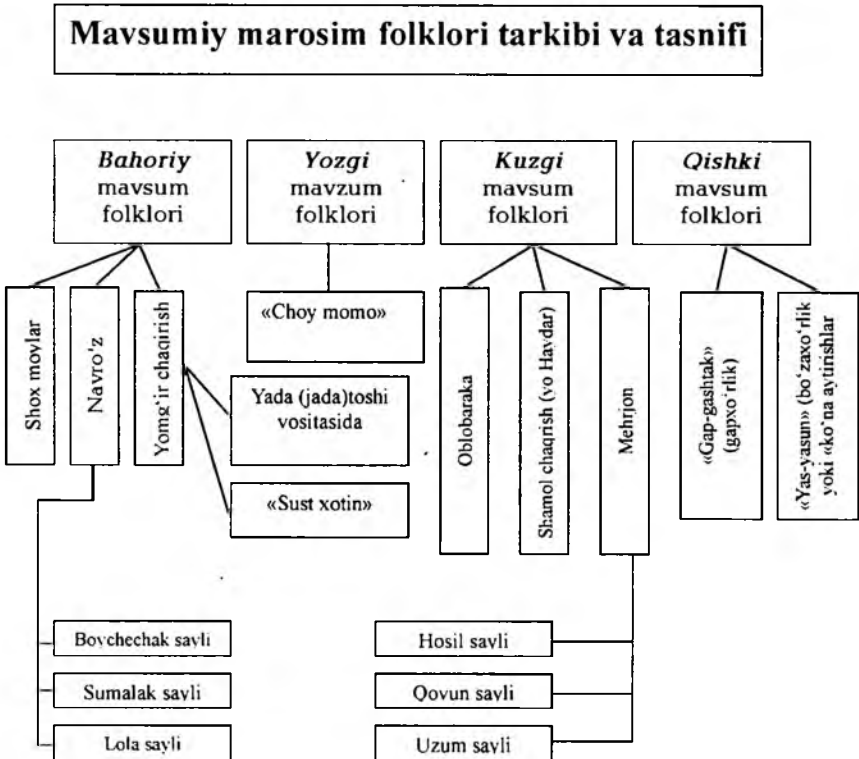 Mavsumiy marosim folklori tarkibi va tasnifi
Bahoriy
mavsum
folklori
Yozgi
mavzum
folklori
Kuzgi
mavsum
folklori
Qishki
mavsum
folklori
Shox movlar
Navro‘z
Yomg‘ir chaqirish
«Choy momo»
Yada (jada)toshi
vositasida
«Sust xotin»
Oblobaraka
Shamol chaqrish (yo Haydar)
Mehrjon
«Gap-gashtak»
(gapxo‘rlik)
«Yas-yasun» (bo‘zaxo‘rlik
yoki «ko‘na aytirishlar
Boychechak sayli
Sumalak sayli
Lola sayli
Hosil sayli
Qovun sayli
Uzum sayli